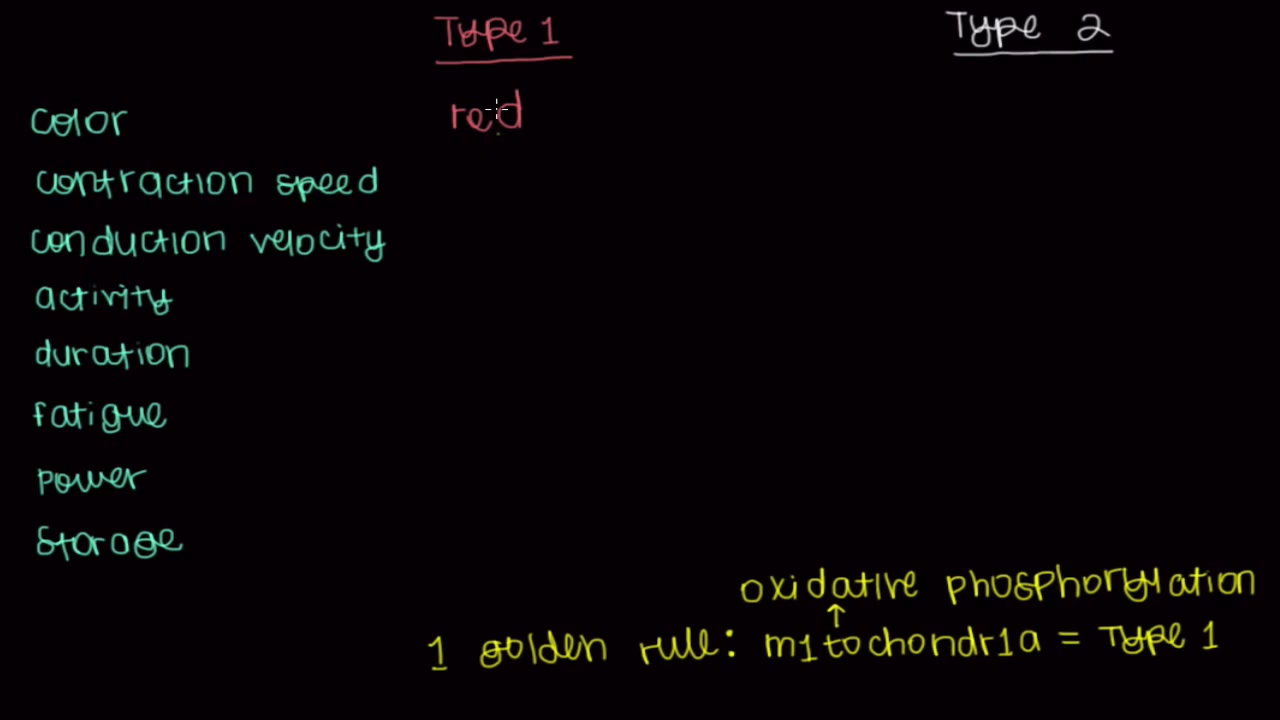 Type 1
Type 2
color
red
contraction speed
conduction velocity
activity
duration
fatigue
power
storage
oxidative phosphorylation
↑
1 golden rule: m1tochondr1a = Type 1